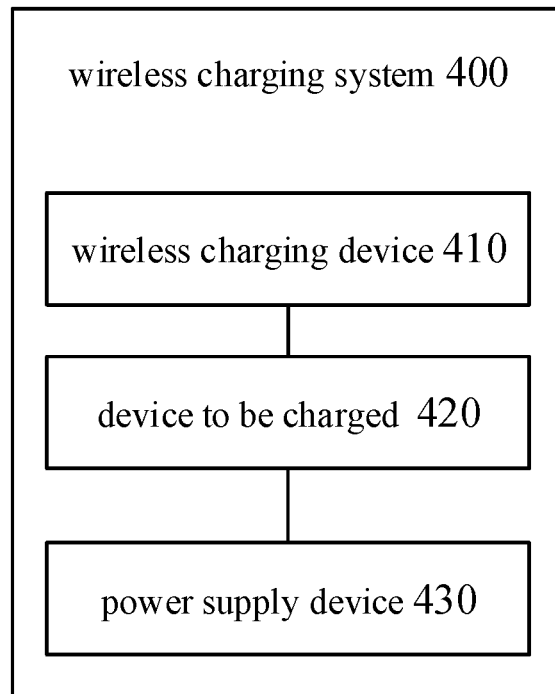 wireless charging system 400
wireless charging device 410
device to be charged 420
power supply device 430